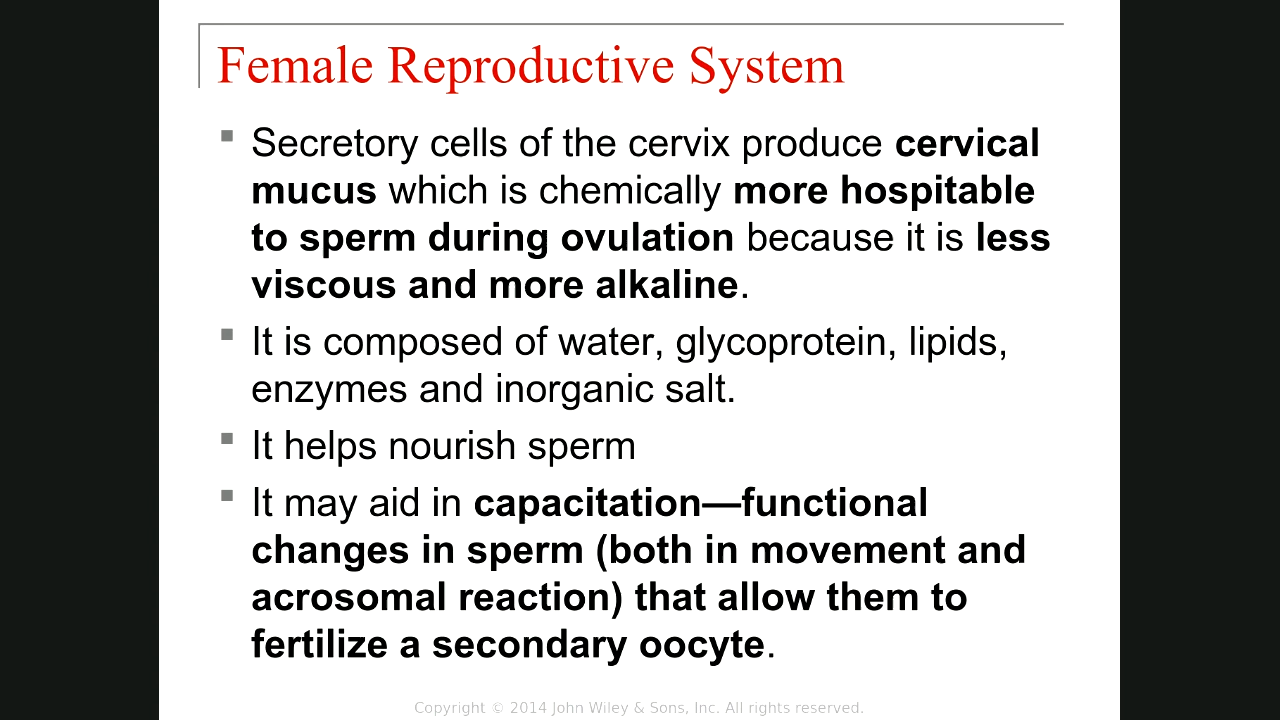 Female Reproductive System
▪ Secretory cells of the cervix produce cervical
mucus which is chemically more hospitable
to sperm during ovulation because it is less
viscous and more alkaline.
▪ It is composed of water, glycoprotein, lipids,
enzymes and inorganic salt.
▪ It helps nourish sperm
▪ It may aid in capacitation—functional
changes in sperm (both in movement and
acrosomal reaction) that allow them to
fertilize a secondary oocyte.
Copyright © 2014 John Wiley & Sons, Inc. All rights reserved.